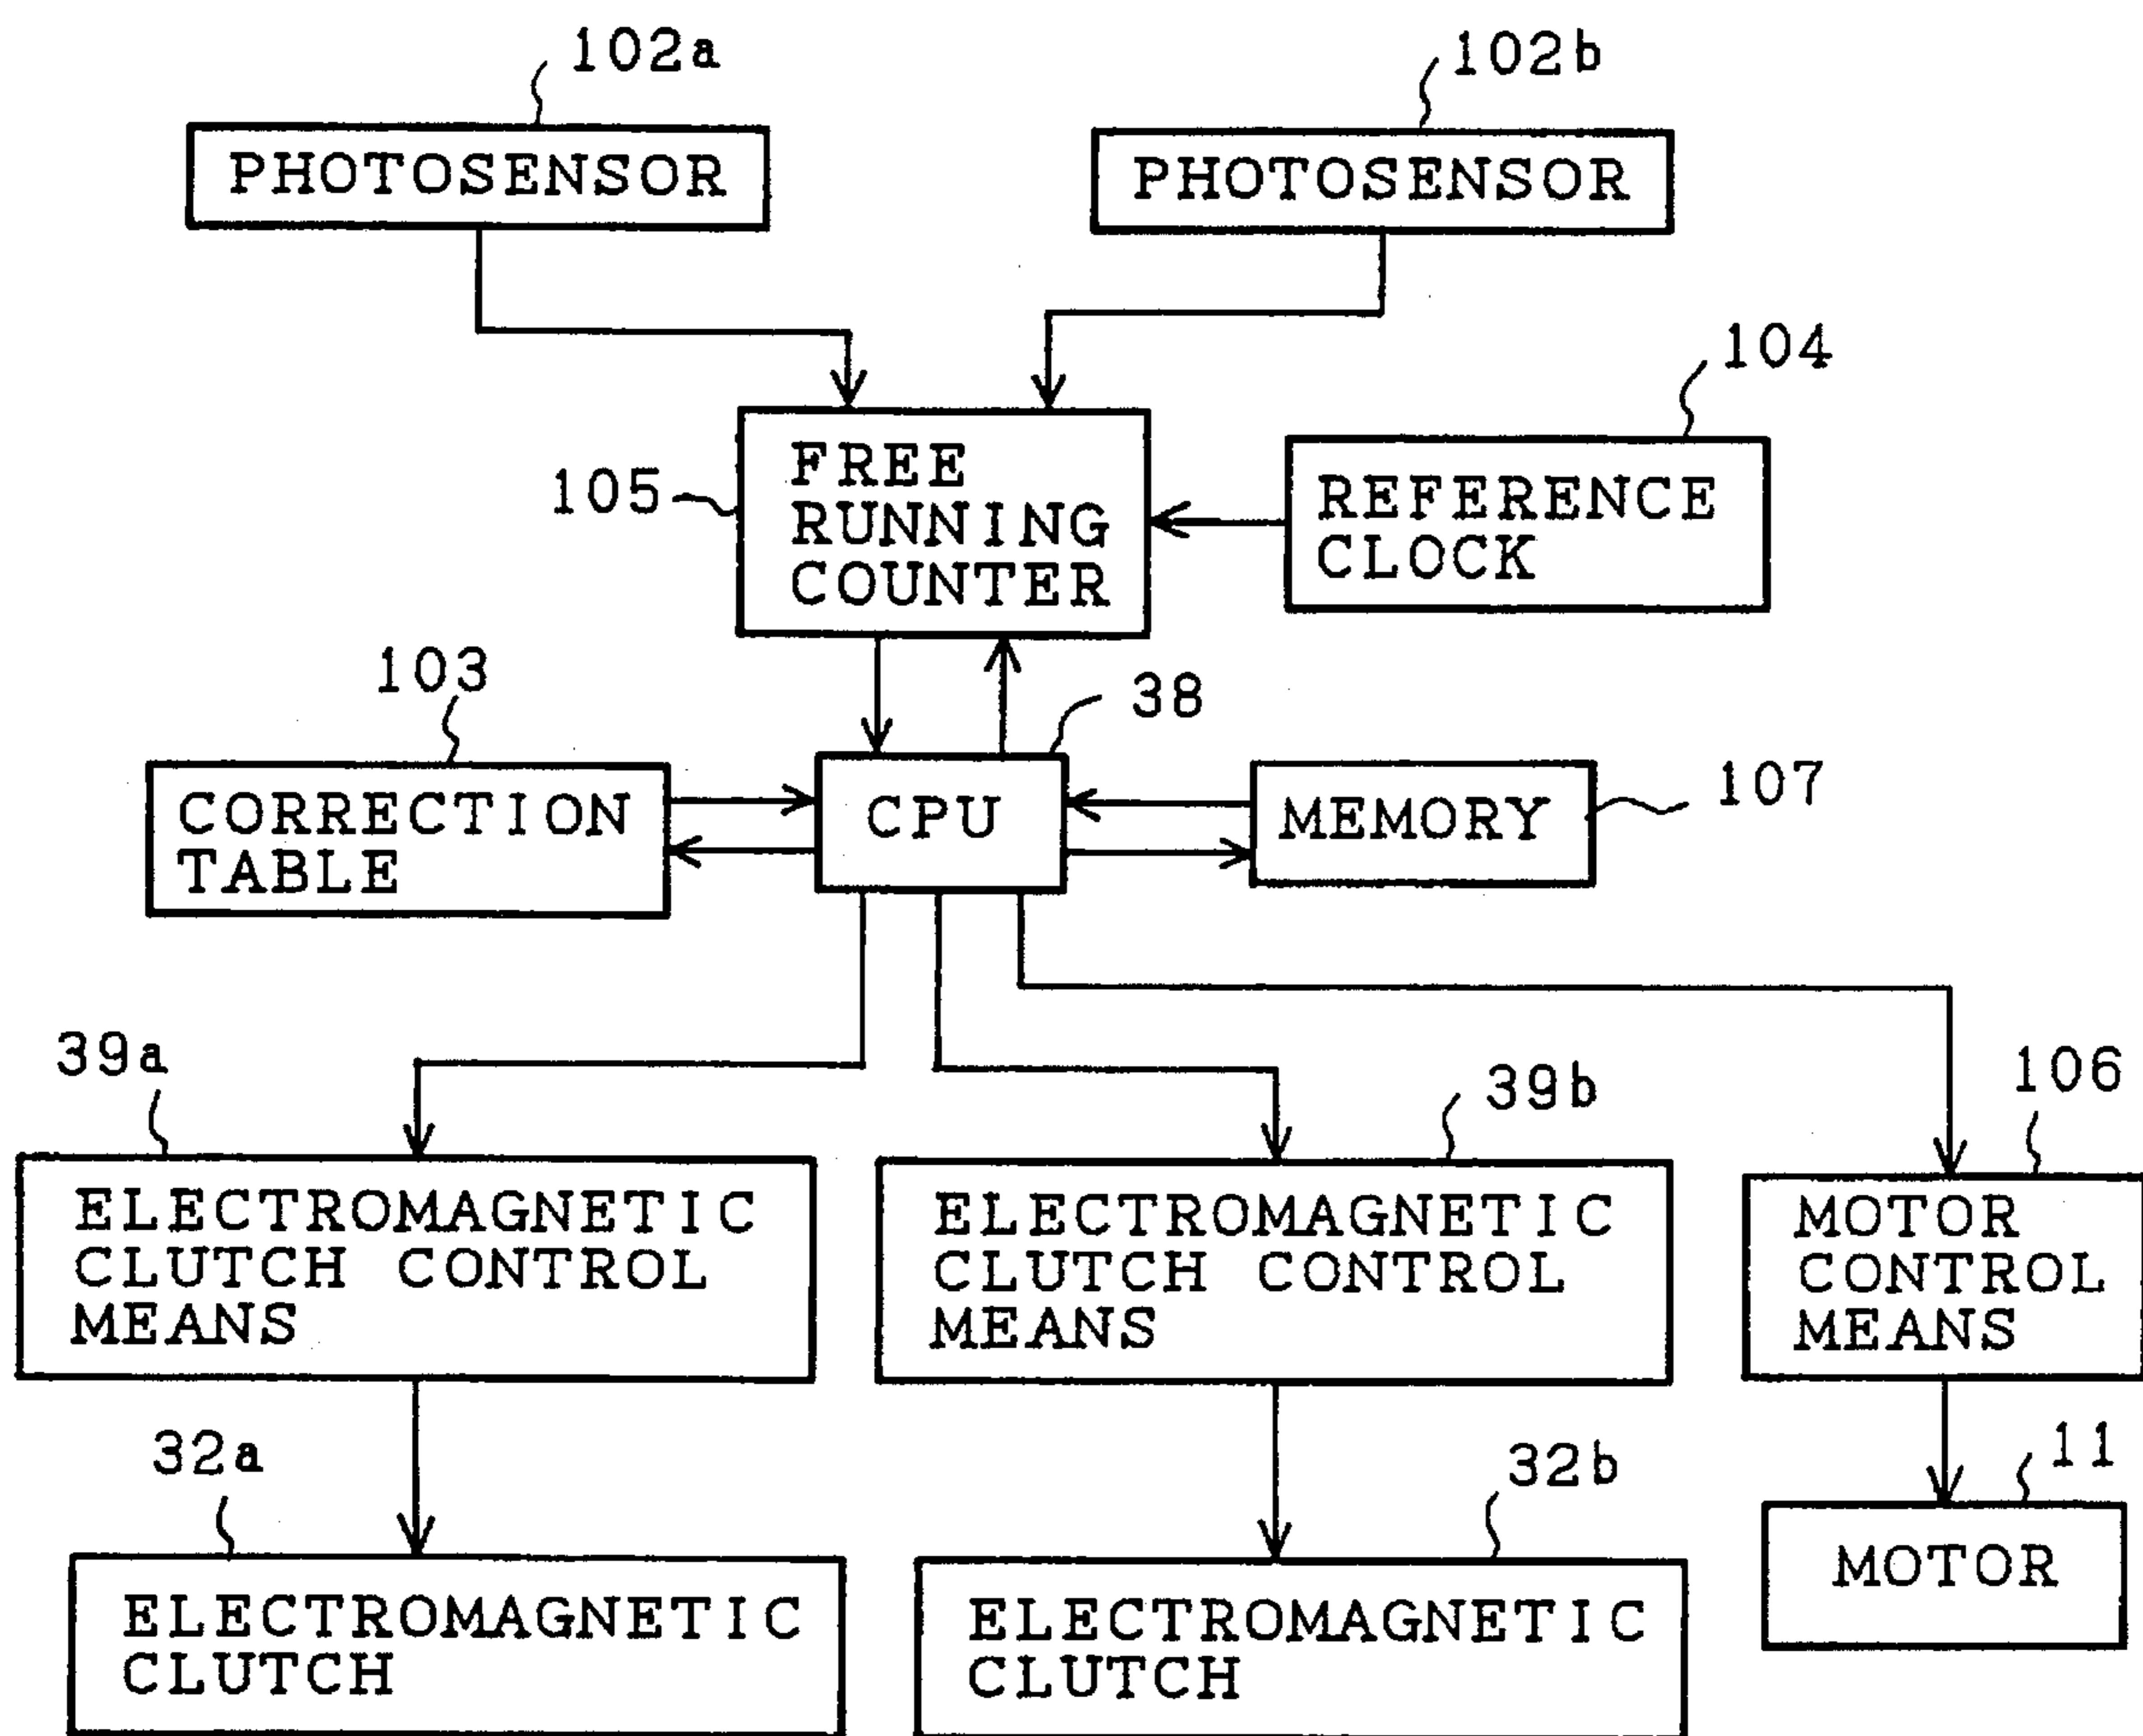 102a
102b
PHOTOSENSOR
PHOTOSENSOR
104
105
FREE
RUNNING
COUNTER
REFERENCE
CLOCK
103
38
CORRECTION
TABLE
CPU
MEMORY
107
39a
39b
106
ELECTROMAGNETIC
CLUTCH CONTROL
MEANS
ELECTROMAGNETIC
CLUTCH CONTROL
MEANS
MOTOR
CONTROL
MEANS
32a
32b
11
ELECTROMAGNETIC
CLUTCH
ELECTROMAGNETIC
CLUTCH
MOTOR